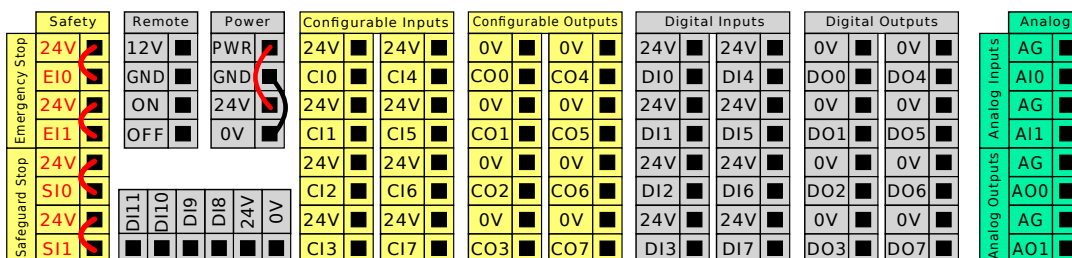 Safety
Emergency Stop
24V
EI0
24V
EI1
Safeguard Stop
24V
SI0
24V
SI1
Remote
12V
GND
ON
OFF
Power
PWR
GND
24V
0V
DI11
DI10
DI9
DI8
24V
0V
Configurable Inputs
24V 24V
CI0 CI4
24V 24V
CI1 CI5
24V 24V
CI2 CI6
24V 24V
CI3 CI7
Configurable Outputs
0V 0V
CO0 CO4
0V 0V
CO1 CO5
0V 0V
CO2 CO6
0V 0V
CO3 CO7
Digital Inputs
24V 24V
DI0 DI4
24V 24V
DI1 DI5
24V 24V
DI2 DI6
24V 24V
DI3 DI7
Digital Outputs
0V 0V
DO0 DO4
0V 0V
DO1 DO5
0V 0V
DO2 DO6
0V 0V
DO3 DO7
Analog
Analog Inputs
AG
AI0
AG
AI1
Analog Outputs
AG
AO0
AG
AO1